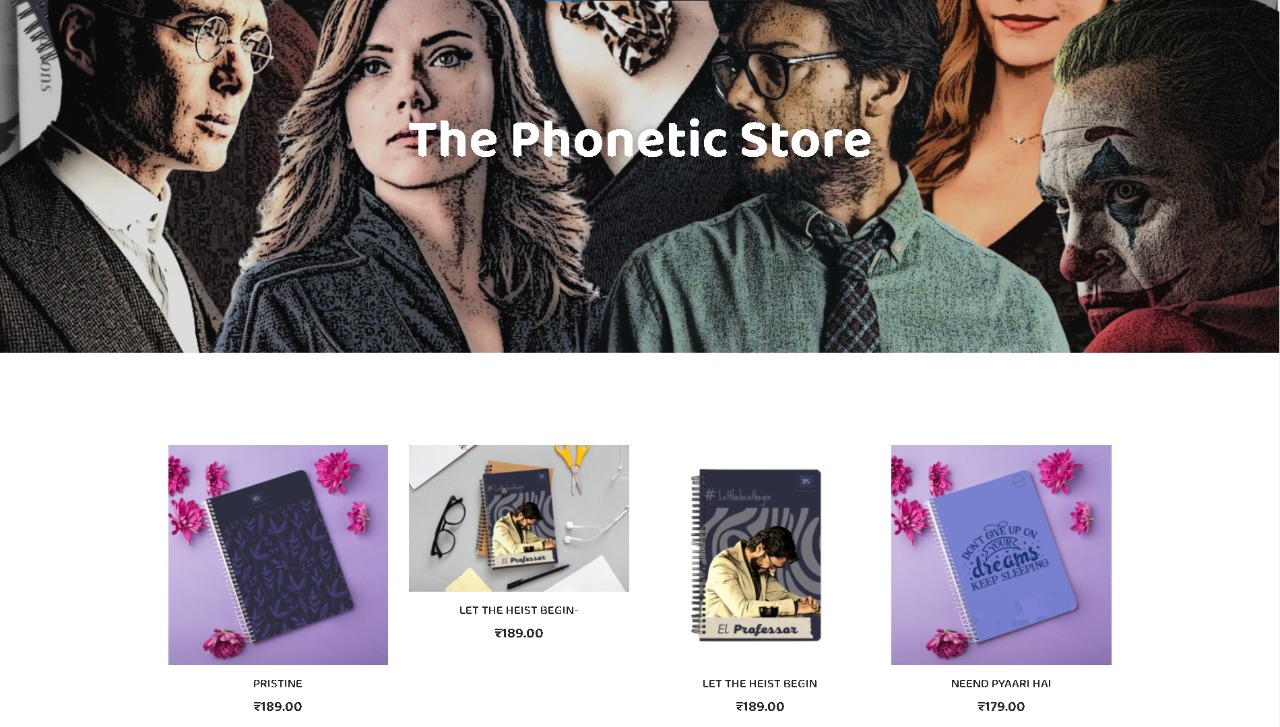 The Phonetic Store
# Lettheheistbegin
EL Professor
# Lettheheistbegin
EL Professor
DON'T GIVE UP ON
YOUR
dreams
KEEP SLEEPING
PRISTINE
₹189.00
LET THE HEIST BEGIN-
₹189.00
LET THE HEIST BEGIN
₹189.00
NEEND PYAARI HAI
₹179.00